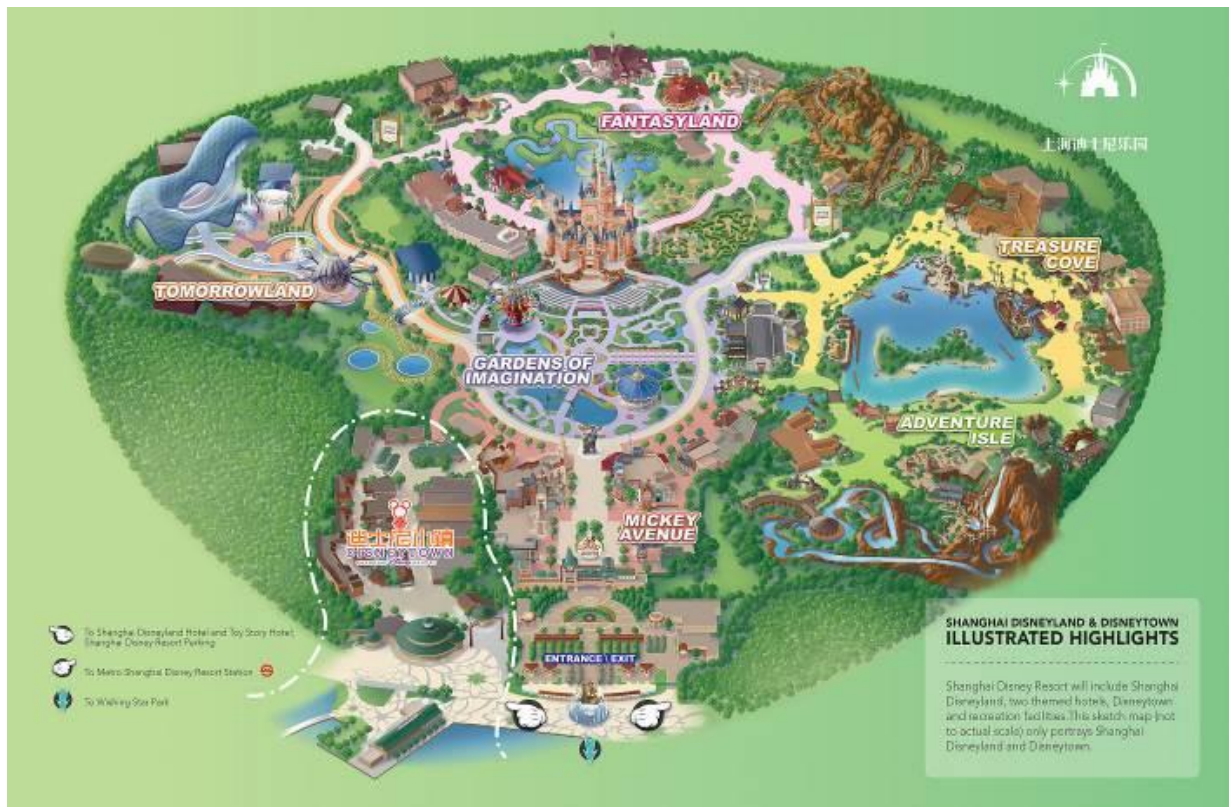 上海迪士尼乐园
FANTASYLAND
TREASURE
COVE
TOMORROWLAND
GARDENS OF
IMAGINATION
ADVENTURE
ISLE
MICKEY
AVENUE
迪士尼小镇
DISNEYTOWN
ENTRANCE \ EXIT
To Shanghai Disneyland Hotel and Toy Story Hotel,
Shanghai Disney Resort Parking
To Metro Shanghai Disney Resort Station
To Wishing Star Park
SHANGHAI DISNEYLAND & DISNEYTOWN
ILLUSTRATED HIGHLIGHTS
Shanghai Disney Resort will include Shanghai
Disneyland, two themed hotels, Disneytown
and recreation facilities. This sketch map (not
to actual scale) only portrays Shanghai
Disneyland and Disneytown.